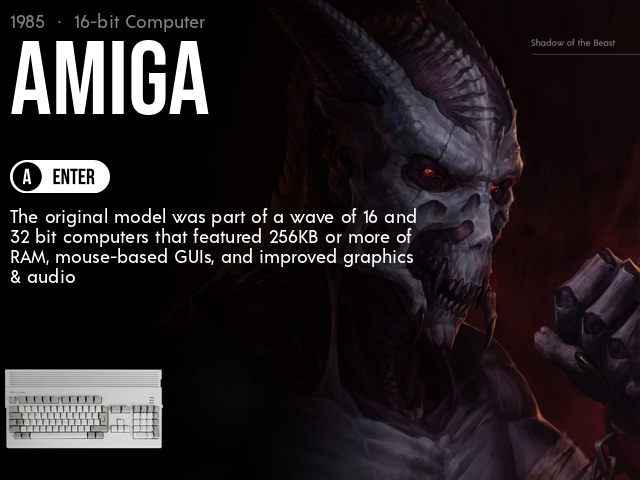 1985 · 16-bit Computer
AMIGA
Shadow of the Beast
A ENTER
The original model was part of a wave of 16 and
32 bit computers that featured 256KB or more of
RAM, mouse-based GUIs, and improved graphics
& audio